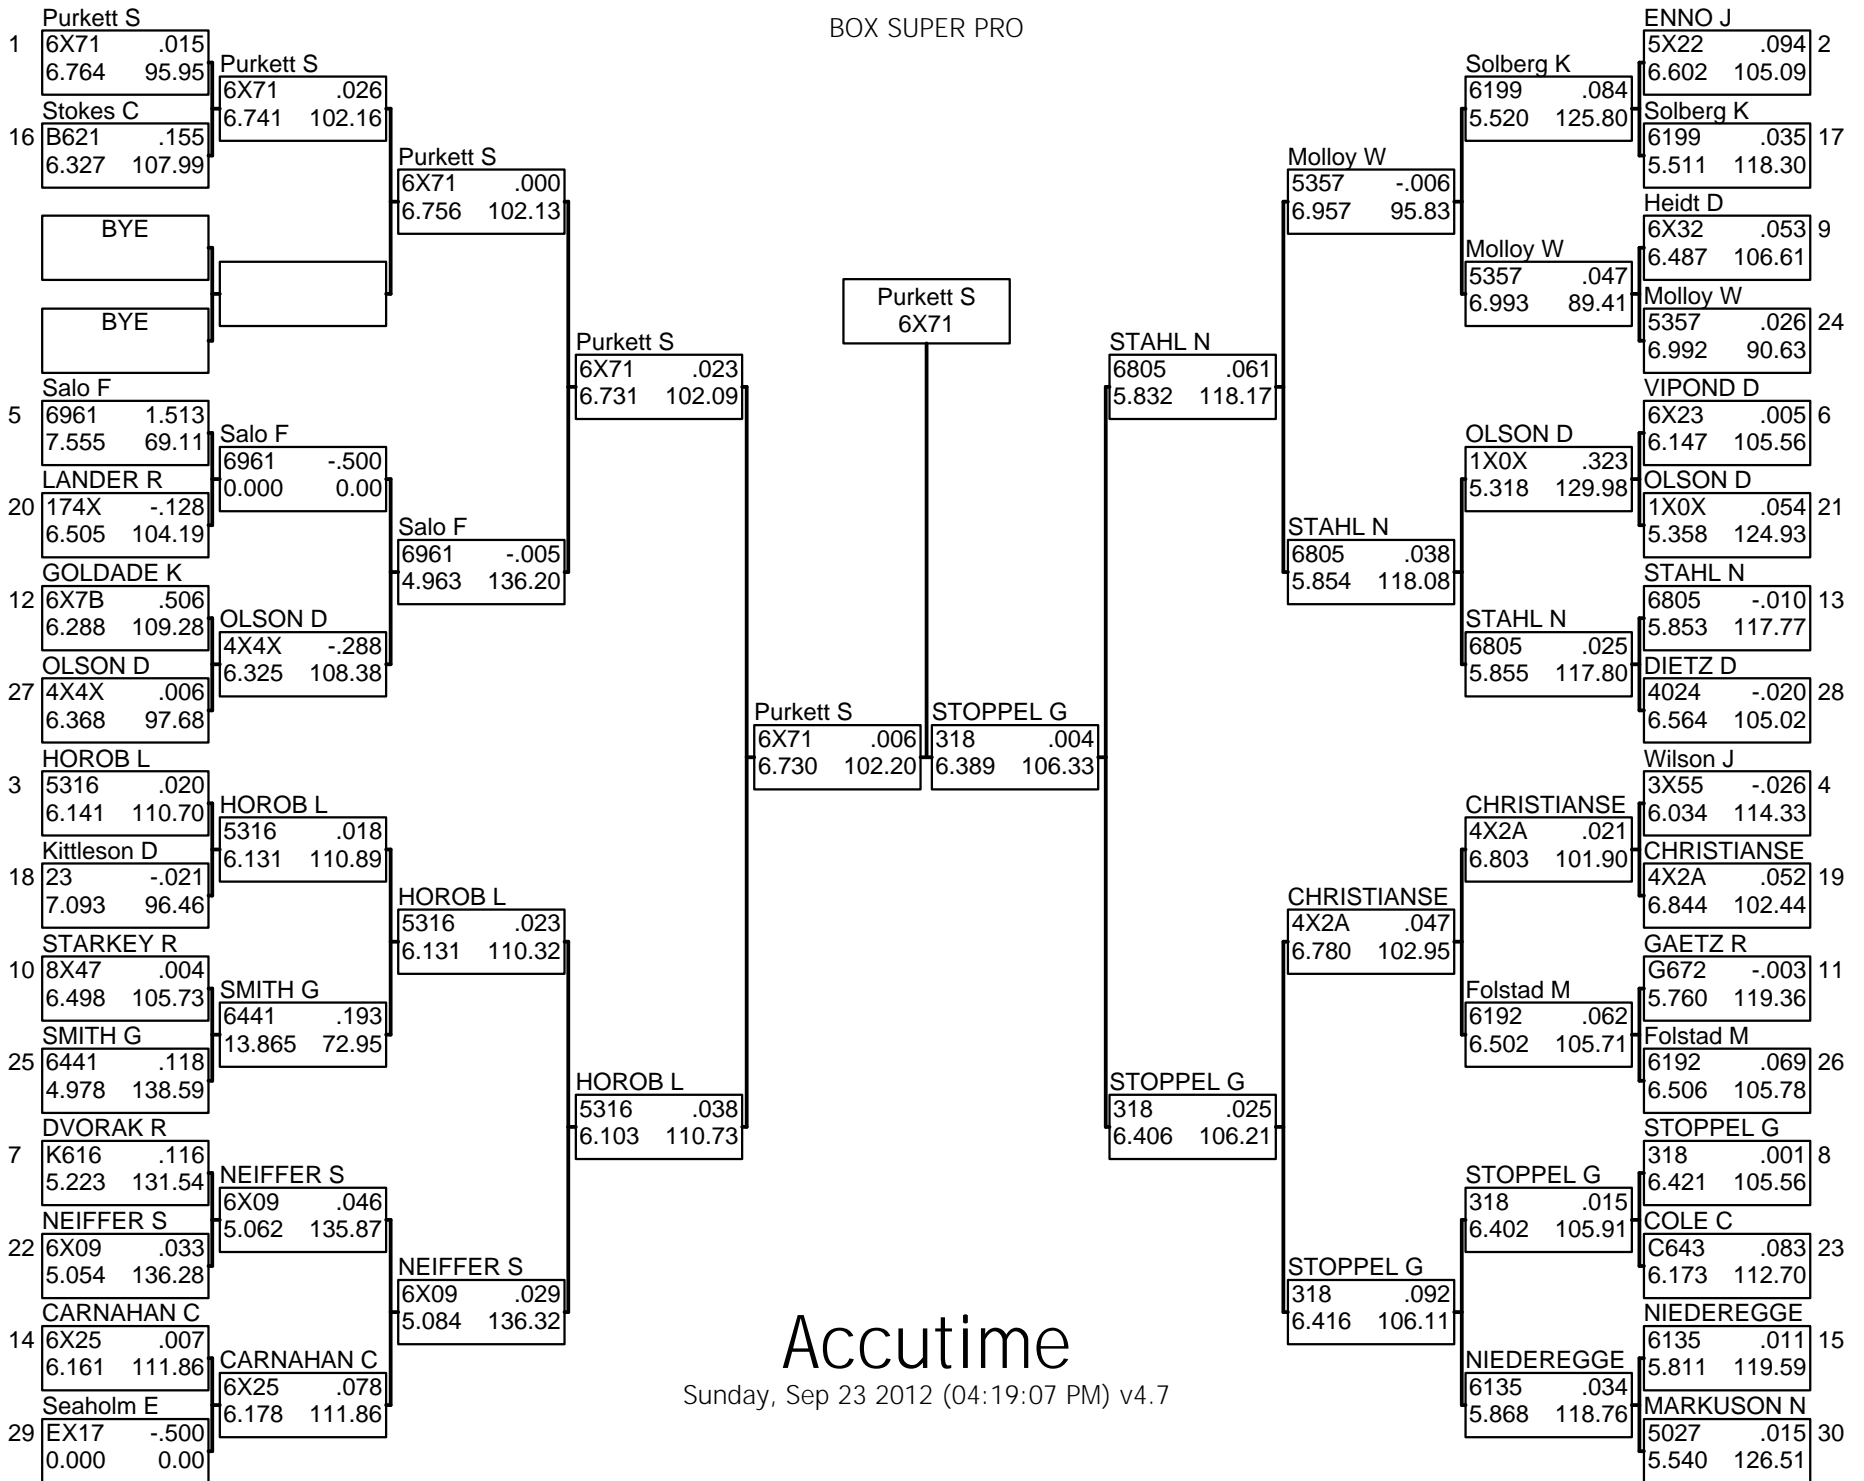 BOX SUPER PRO
Purkett S
1
6X71 .015
6.764 95.95
Stokes C
16
B621 .155
6.327 107.99
BYE
BYE
Salo F
5
6961 1.513
7.555 69.11
LANDER R
20
174X -.128
6.505 104.19
GOLDADE K
12
6X7B .506
6.288 109.28
OLSON D
27
4X4X .006
6.368 97.68
HOROB L
3
5316 .020
6.141 110.70
Kittleson D
18
23 -.021
7.093 96.46
STARKEY R
10
8X47 .004
6.498 105.73
SMITH G
25
6441 .118
4.978 138.59
DVORAK R
7
K616 .116
5.223 131.54
NEIFFER S
22
6X09 .033
5.054 136.28
CARNAHAN C
14
6X25 .007
6.161 111.86
Seaholm E
29
EX17 -.500
0.000 0.00
Purkett S
6X71 .026
6.741 102.16
Salo F
6961 -.500
0.000 0.00
OLSON D
4X4X -.288
6.325 108.38
HOROB L
5316 .018
6.131 110.89
SMITH G
6441 .193
13.865 72.95
NEIFFER S
6X09 .046
5.062 135.87
CARNAHAN C
6X25 .078
6.178 111.86
Purkett S
6X71 .000
6.756 102.13
Salo F
6961 -.005
4.963 136.20
HOROB L
5316 .023
6.131 110.32
NEIFFER S
6X09 .029
5.084 136.32
Purkett S
6X71 .023
6.731 102.09
HOROB L
5316 .038
6.103 110.73
Purkett S
6X71 .006
6.730 102.20
Purkett S
6X71
STOPPEL G
318 .004
6.389 106.33
STAHL N
6805 .061
5.832 118.17
STOPPEL G
318 .025
6.406 106.21
Molloy W
5357 -.006
6.957 95.83
STAHL N
6805 .038
5.854 118.08
CHRISTIANSE
4X2A .047
6.780 102.95
STOPPEL G
318 .092
6.416 106.11
Solberg K
6199 .084
5.520 125.80
Molloy W
5357 .047
6.993 89.41
OLSON D
1X0X .323
5.318 129.98
STAHL N
6805 .025
5.855 117.80
CHRISTIANSE
4X2A .021
6.803 101.90
Folstad M
6192 .062
6.502 105.71
STOPPEL G
318 .015
6.402 105.91
NIEDEREGGE
6135 .034
5.868 118.76
ENNO J
5X22 .094 2
6.602 105.09
Solberg K
6199 .035 17
5.511 118.30
Heidt D
6X32 .053 9
6.487 106.61
Molloy W
5357 .026 24
6.992 90.63
VIPOND D
6X23 .005 6
6.147 105.56
OLSON D
1X0X .054 21
5.358 124.93
STAHL N
6805 -.010 13
5.853 117.77
DIETZ D
4024 -.020 28
6.564 105.02
Wilson J
3X55 -.026 4
6.034 114.33
CHRISTIANSE
4X2A .052 19
6.844 102.44
GAETZ R
G672 -.003 11
5.760 119.36
Folstad M
6192 .069 26
6.506 105.78
STOPPEL G
318 .001 8
6.421 105.56
COLE C
C643 .083 23
6.173 112.70
NIEDEREGGE
6135 .011 15
5.811 119.59
MARKUSON N
5027 .015 30
5.540 126.51
Accutime
Sunday, Sep 23 2012 (04:19:07 PM) v4.7